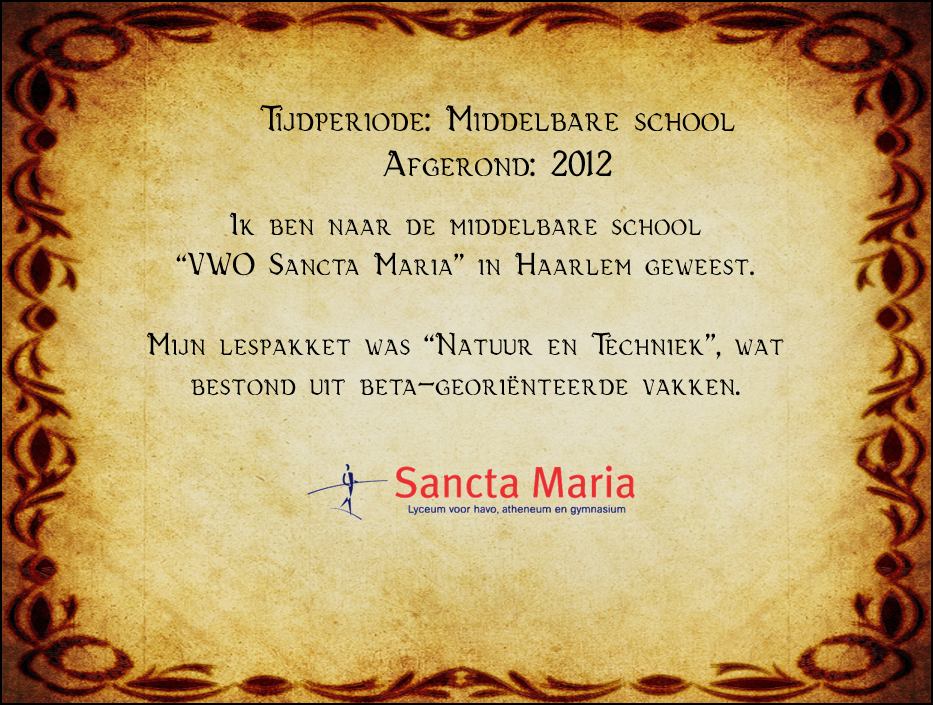 Tijdperiode: Middelbare school
Afgerond: 2012
Ik ben naar de middelbare school
“VWO Sancta Maria” in Haarlem geweest.
Mijn lespakket was “Natuur en Techniek”, wat
bestond uit beta-georiënteerde vakken.
Sancta Maria
Lyceum voor havo, atheneum en gymnasium